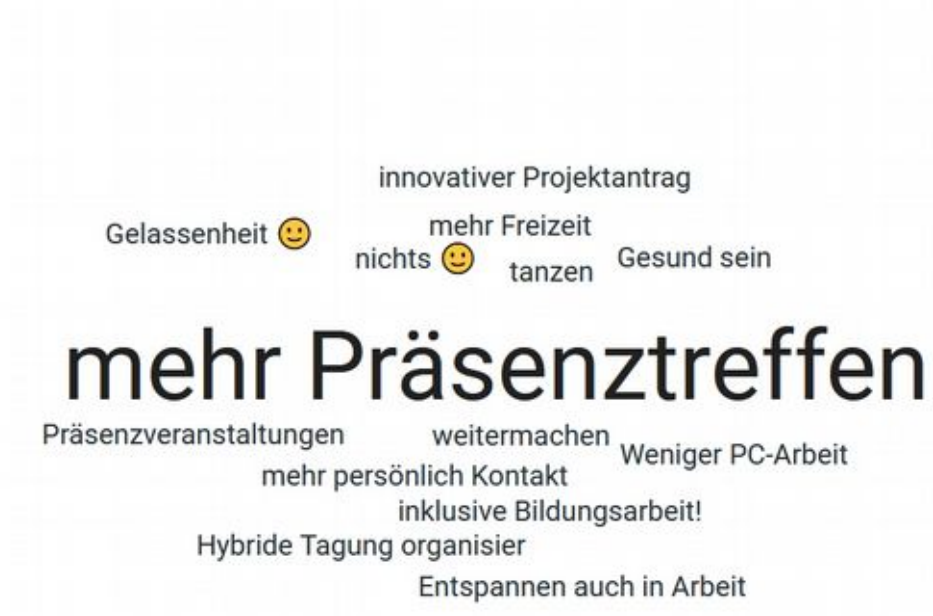 innovativer Projektantrag
mehr Freizeit
Gelassenheit 🙂
nichts 🙂
tanzen
Gesund sein
mehr Präsenztreffen
Präsenzveranstaltungen
weitermachen
Weniger PC-Arbeit
mehr persönlich Kontakt
inklusive Bildungsarbeit!
Hybride Tagung organisier
Entspannen auch in Arbeit